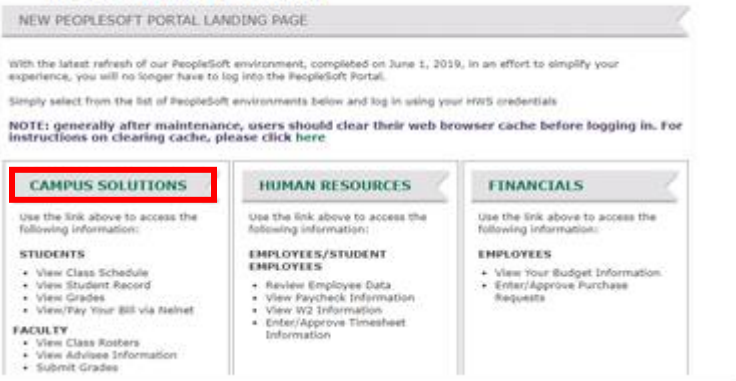 NEW PEOPLESOFT PORTAL LANDING PAGE
With the latest refresh of our PeopleSoft environment, completed on June 1, 2019, in an effort to simplify your
experience, you will no longer have to log into the PeopleSoft Portal.
Simply select from the list of PeopleSoft environments below and log in using your HWS credentials
NOTE: generally after maintenance, users should clear their web browser cache before logging in. For
instructions on clearing cache, please click here
CAMPUS SOLUTIONS
Use the link above to access the
following information:
STUDENTS
• View Class Schedule
• View Student Record
• View Grades
• View/Pay Your Bill via Nelnet
FACULTY
• View Class Rosters
• View Advisee Information
• Submit Grades
HUMAN RESOURCES
Use the link above to access the
following information:
EMPLOYEES/STUDENT
EMPLOYEES
• Review Employee Data
• View Paycheck Information
• View W2 Information
• Enter/Approve Timesheet
Information
FINANCIALS
Use the link above to access the
following information:
EMPLOYEES
• View Your Budget Information
• Enter/Approve Purchase
Requests